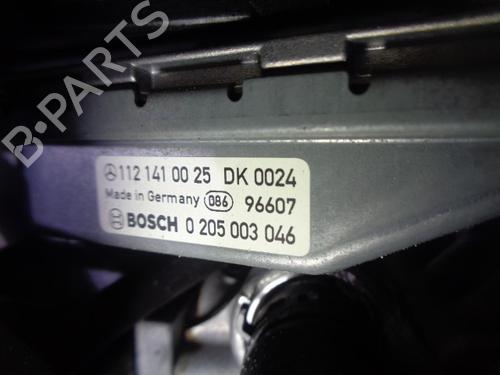 B-PARTS
112 141 00 25 DK 0024
Made in Germany 086 96607
BOSCH 0 205 003 046